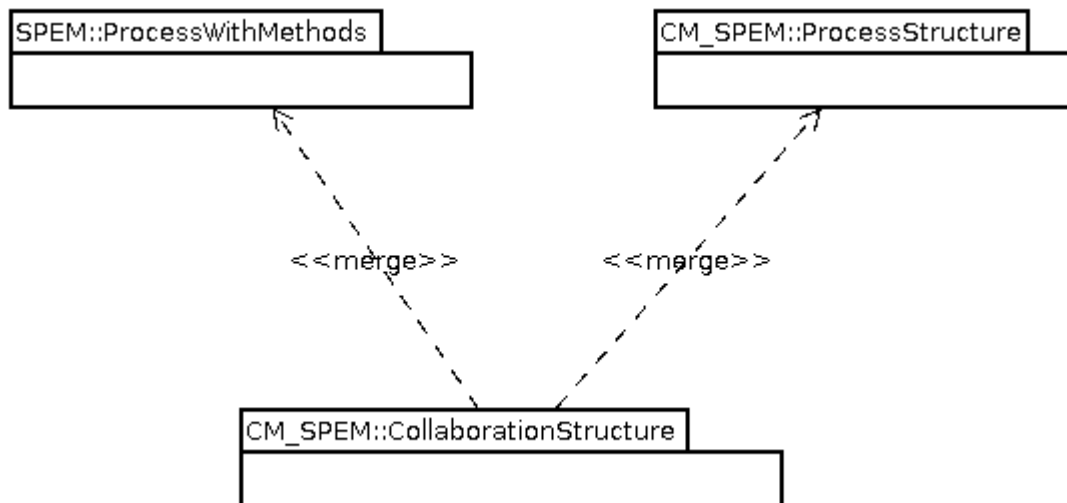 SPEM::ProcessWithMethods
CM_SPEM::ProcessStructure
<<merge>>
<<merge>>
CM_SPEM::CollaborationStructure